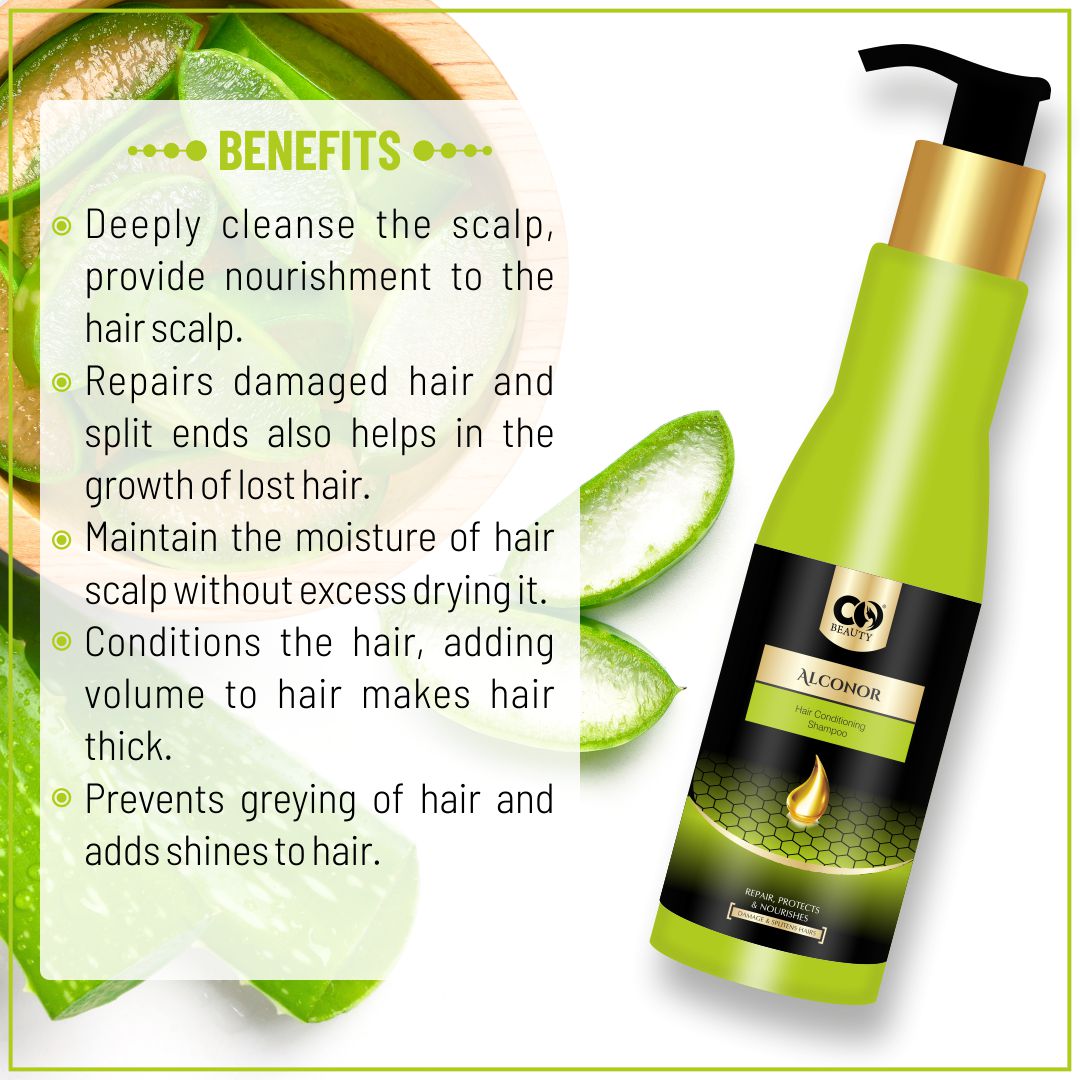 BENEFITS
Deeply cleanse the scalp,
provide nourishment to the
hair scalp.
Repairs damaged hair and
split ends also helps in the
growth of lost hair.
Maintain the moisture of hair
scalp without excess drying it.
Conditions the hair, adding
volume to hair makes hair
thick.
Prevents greying of hair and
adds shines to hair.
CO
BEAUTY
ALCONOR
Hair Conditioning
Shampoo
REPAIR, PROTECTS
& NOURISHES
DAMAGE & SPLITENS HAIRS